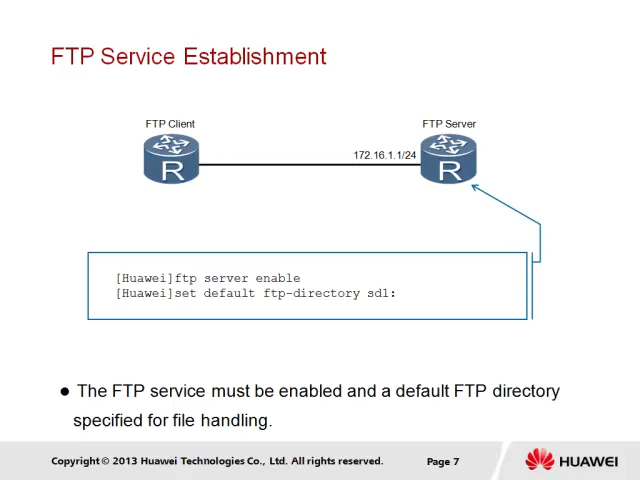 FTP Service Establishment
FTP Client
FTP Server
172.16.1.1/24
R
R
[Huawei]ftp server enable
[Huawei]set default ftp-directory sd1:
● The FTP service must be enabled and a default FTP directory
specified for file handling.
Copyright © 2013 Huawei Technologies Co., Ltd. All rights reserved.
Page 7
HUAWEI